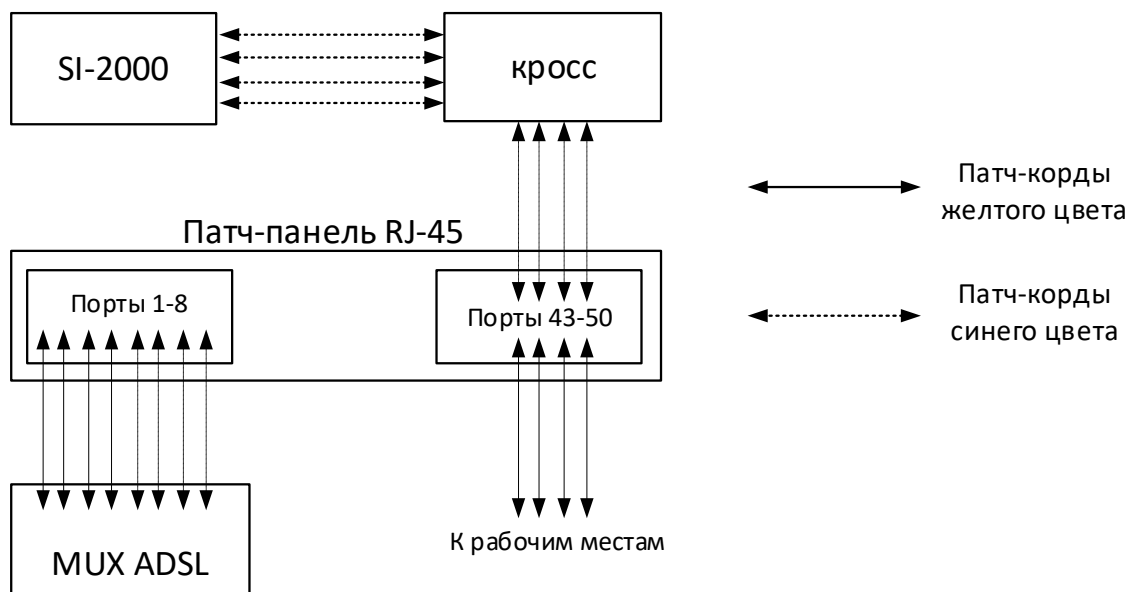 SI-2000
кросс
Патч-корды
желтого цвета
Патч-панель RJ-45
Порты 1-8
Порты 43-50
Патч-корды
синего цвета
К рабочим местам
MUX ADSL